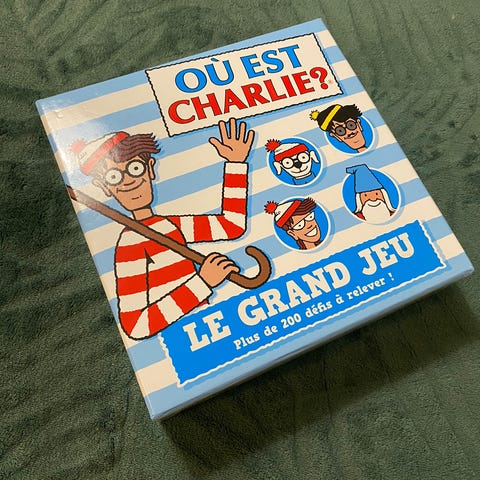 OÙ EST
CHARLIE?
LE GRAND JEU
Plus de 200 défis à relever !